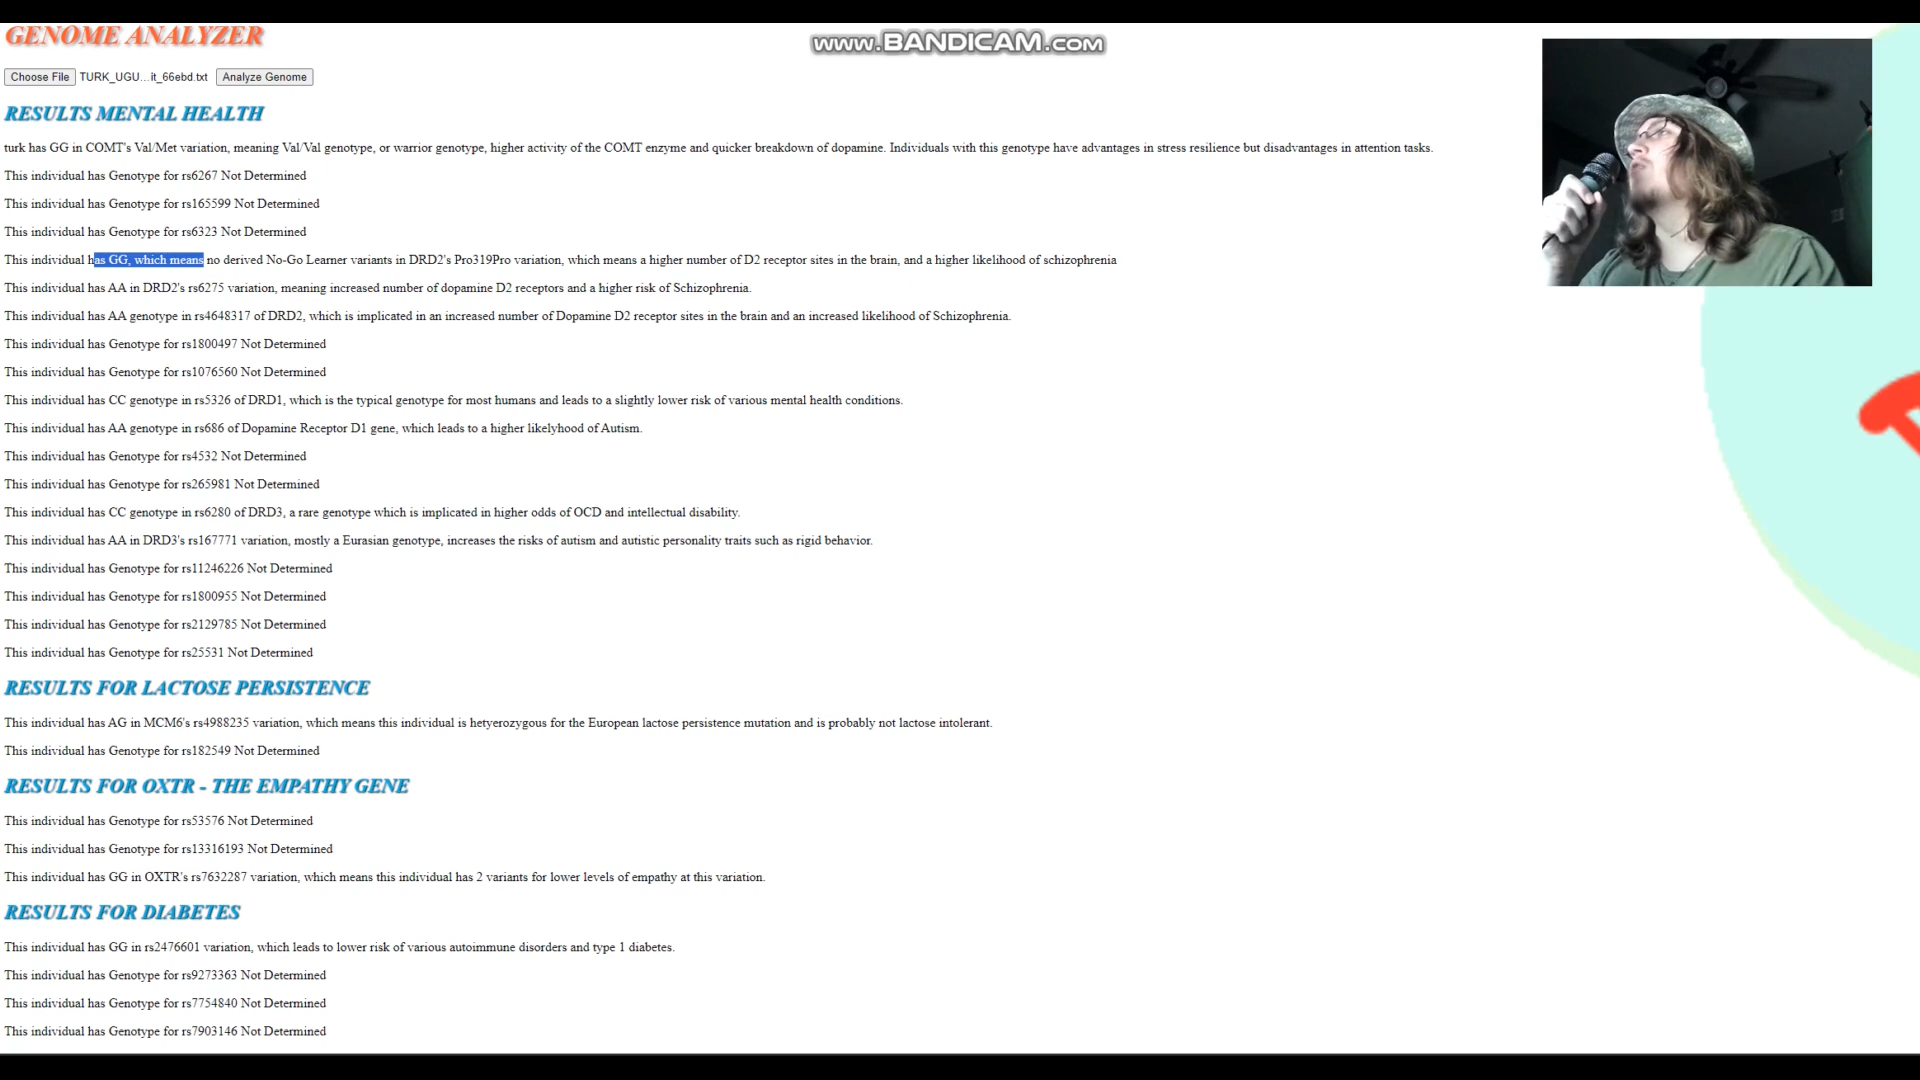 GENOME ANALYZER
www.BANDICAM.com
Choose File TURK_UGU...it_66ebd.txt Analyze Genome
RESULTS MENTAL HEALTH
turk has GG in COMT's Val/Met variation, meaning Val/Val genotype, or warrior genotype, higher activity of the COMT enzyme and quicker breakdown of dopamine. Individuals with this genotype have advantages in stress resilience but disadvantages in attention tasks.
This individual has Genotype for rs6267 Not Determined
This individual has Genotype for rs165599 Not Determined
This individual has Genotype for rs6323 Not Determined
This individual has GG, which means no derived No-Go Learner variants in DRD2's Pro319Pro variation, which means a higher number of D2 receptor sites in the brain, and a higher likelihood of schizophrenia
This individual has AA in DRD2's rs6275 variation, meaning increased number of dopamine D2 receptors and a higher risk of Schizophrenia.
This individual has AA genotype in rs4648317 of DRD2, which is implicated in an increased number of Dopamine D2 receptor sites in the brain and an increased likelihood of Schizophrenia.
This individual has Genotype for rs1800497 Not Determined
This individual has Genotype for rs1076560 Not Determined
This individual has CC genotype in rs5326 of DRD1, which is the typical genotype for most humans and leads to a slightly lower risk of various mental health conditions.
This individual has AA genotype in rs686 of Dopamine Receptor D1 gene, which leads to a higher likelyhood of Autism.
This individual has Genotype for rs4532 Not Determined
This individual has Genotype for rs265981 Not Determined
This individual has CC genotype in rs6280 of DRD3, a rare genotype which is implicated in higher odds of OCD and intellectual disability.
This individual has AA in DRD3's rs167771 variation, mostly a Eurasian genotype, increases the risks of autism and autistic personality traits such as rigid behavior.
This individual has Genotype for rs11246226 Not Determined
This individual has Genotype for rs1800955 Not Determined
This individual has Genotype for rs2129785 Not Determined
This individual has Genotype for rs25531 Not Determined
RESULTS FOR LACTOSE PERSISTENCE
This individual has AG in MCM6's rs4988235 variation, which means this individual is hetyerozygous for the European lactose persistence mutation and is probably not lactose intolerant.
This individual has Genotype for rs182549 Not Determined
RESULTS FOR OXTR - THE EMPATHY GENE
This individual has Genotype for rs53576 Not Determined
This individual has Genotype for rs13316193 Not Determined
This individual has GG in OXTR's rs7632287 variation, which means this individual has 2 variants for lower levels of empathy at this variation.
RESULTS FOR DIABETES
This individual has GG in rs2476601 variation, which leads to lower risk of various autoimmune disorders and type 1 diabetes.
This individual has Genotype for rs9273363 Not Determined
This individual has Genotype for rs7754840 Not Determined
This individual has Genotype for rs7903146 Not Determined